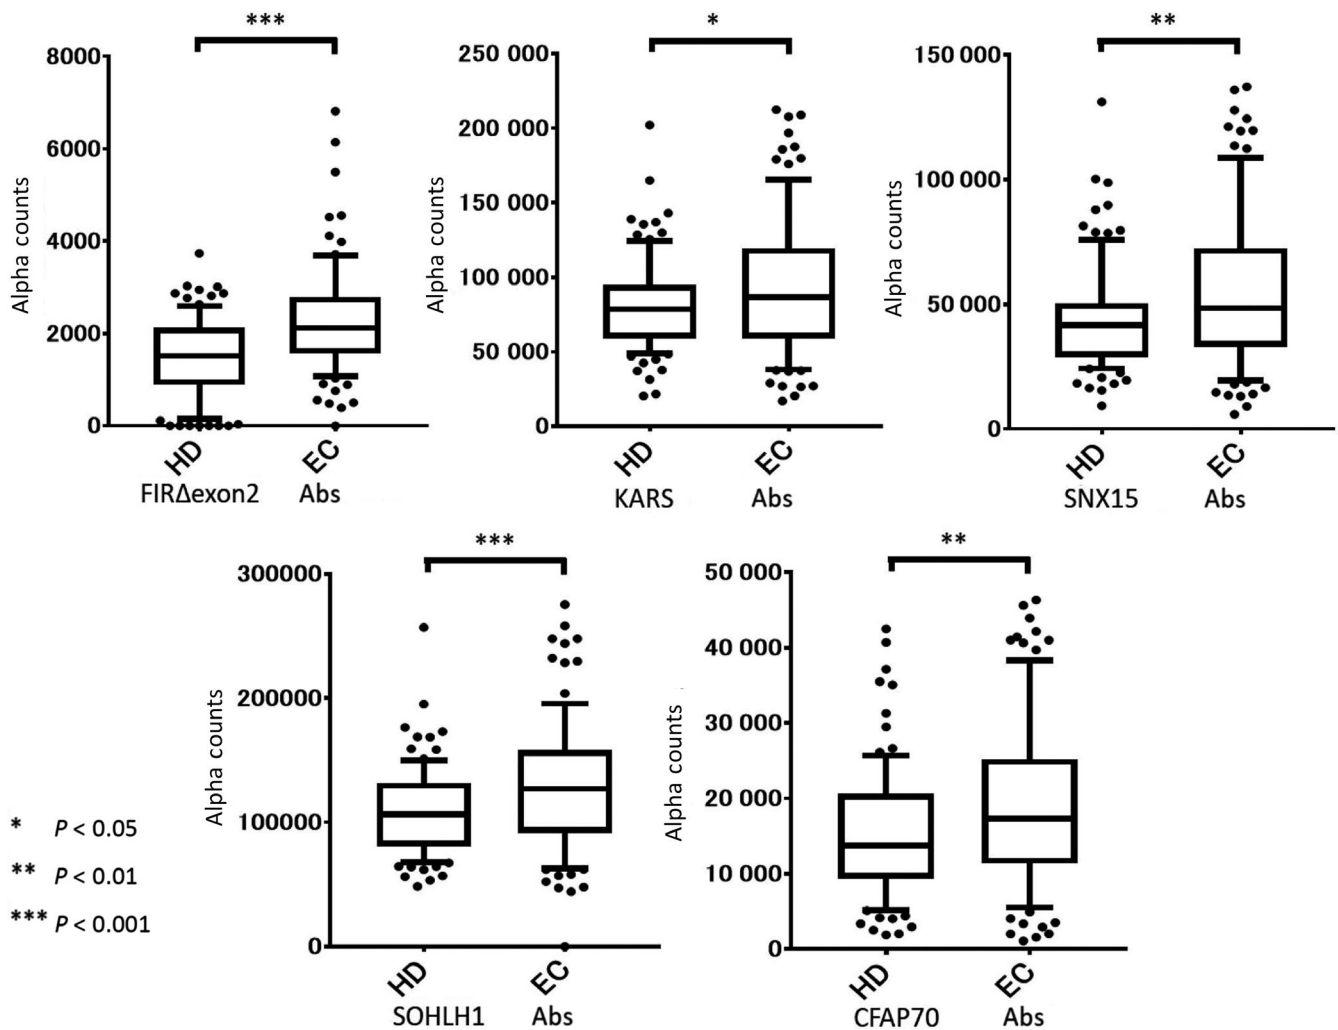 ***
8000
6000
4000
2000
0
Alpha counts
HD
EC
FIRΔexon2 Abs
*
250 000
200 000
150 000
100 000
50 000
0
Alpha counts
HD
EC
KARS Abs
**
150 000
100 000
50 000
0
Alpha counts
HD
EC
SNX15 Abs
***
300000
200000
100000
0
Alpha counts
HD
EC
SOHLH1 Abs
**
50 000
40 000
30 000
20 000
10 000
0
Alpha counts
HD
EC
CFAP70 Abs
* P < 0.05
** P < 0.01
*** P < 0.001